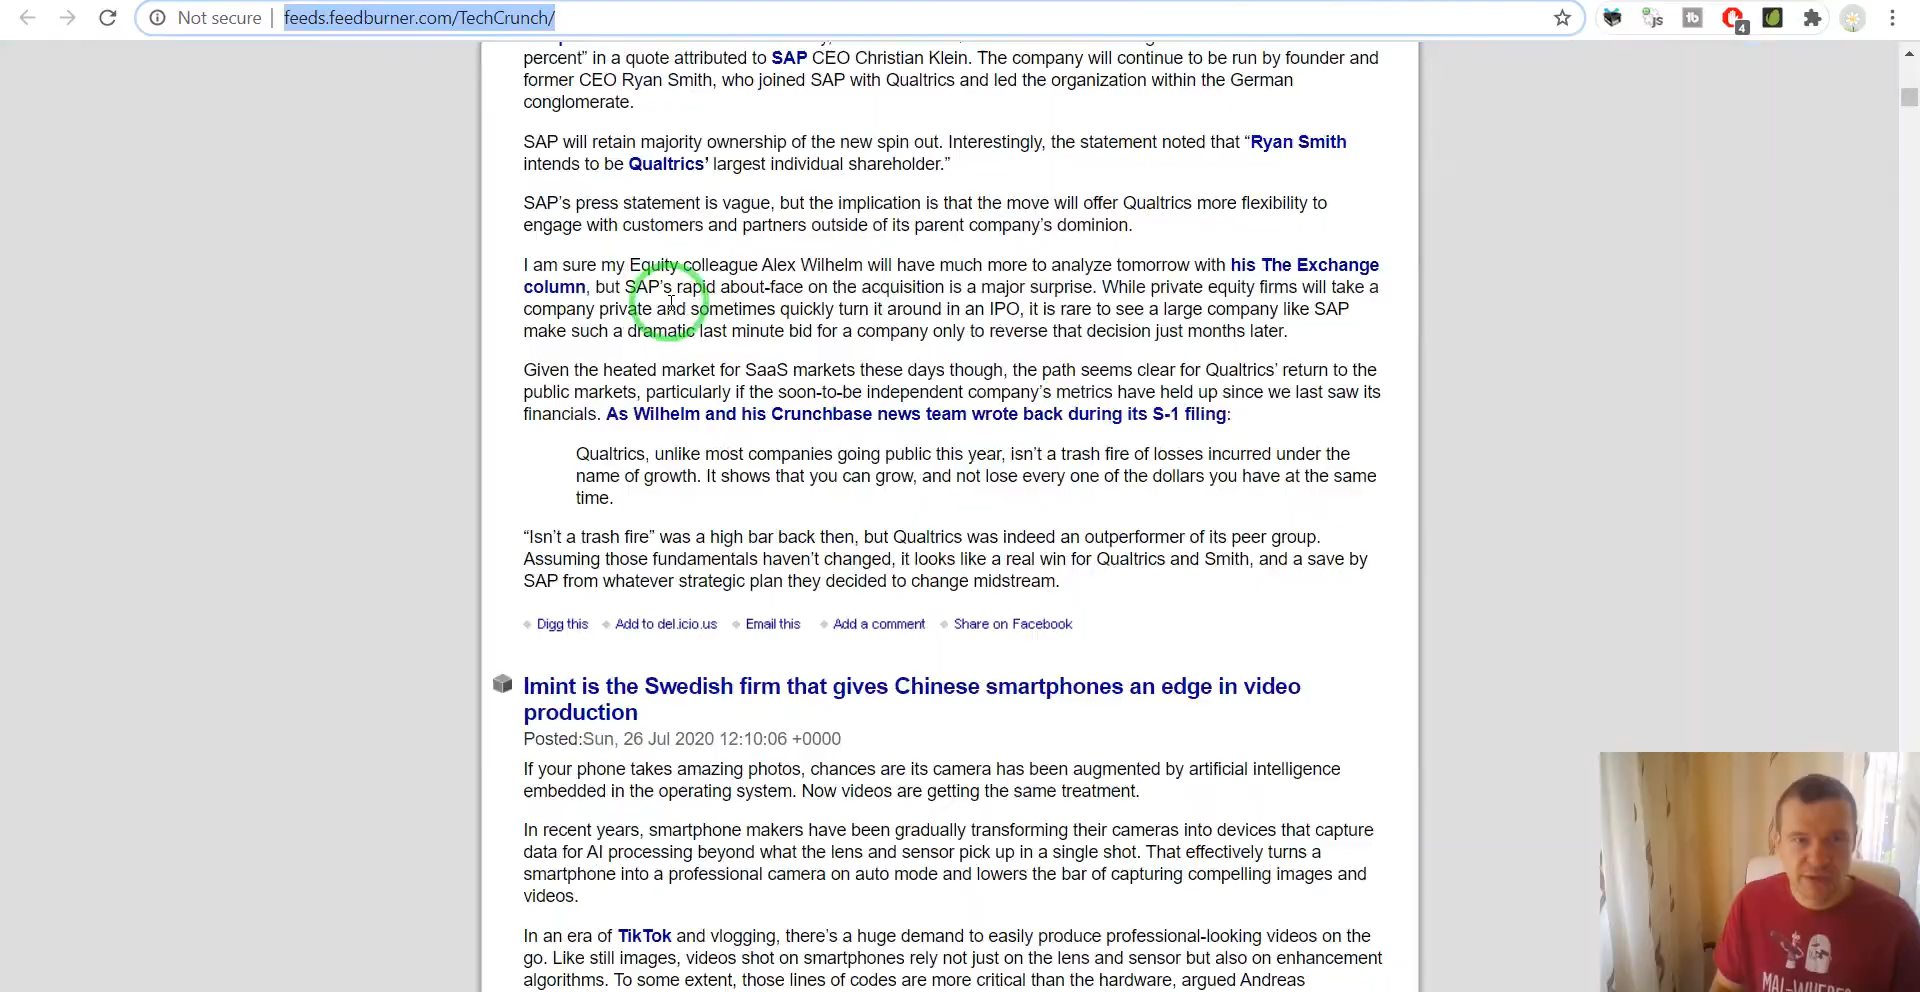 Not secure
feeds.feedburner.com/TechCrunch/
JS
tb
4
percent” in a quote attributed to SAP CEO Christian Klein. The company will continue to be run by founder and
former CEO Ryan Smith, who joined SAP with Qualtrics and led the organization within the German
conglomerate.
SAP will retain majority ownership of the new spin out. Interestingly, the statement noted that “Ryan Smith
intends to be Qualtrics’ largest individual shareholder.”
SAP’s press statement is vague, but the implication is that the move will offer Qualtrics more flexibility to
engage with customers and partners outside of its parent company’s dominion.
I am sure my Equity colleague Alex Wilhelm will have much more to analyze tomorrow with his The Exchange
column, but SAP’s rapid about-face on the acquisition is a major surprise. While private equity firms will take a
company private and sometimes quickly turn it around in an IPO, it is rare to see a large company like SAP
make such a dramatic last minute bid for a company only to reverse that decision just months later.
Given the heated market for SaaS markets these days though, the path seems clear for Qualtrics’ return to the
public markets, particularly if the soon-to-be independent company’s metrics have held up since we last saw its
financials. As Wilhelm and his Crunchbase news team wrote back during its S-1 filing:
Qualtrics, unlike most companies going public this year, isn’t a trash fire of losses incurred under the
name of growth. It shows that you can grow, and not lose every one of the dollars you have at the same
time.
“Isn’t a trash fire” was a high bar back then, but Qualtrics was indeed an outperformer of its peer group.
Assuming those fundamentals haven’t changed, it looks like a real win for Qualtrics and Smith, and a save by
SAP from whatever strategic plan they decided to change midstream.
Digg this Add to del.icio.us Email this Add a comment Share on Facebook
Imint is the Swedish firm that gives Chinese smartphones an edge in video
production
Posted:Sun, 26 Jul 2020 12:10:06 +0000
If your phone takes amazing photos, chances are its camera has been augmented by artificial intelligence
embedded in the operating system. Now videos are getting the same treatment.
In recent years, smartphone makers have been gradually transforming their cameras into devices that capture
data for AI processing beyond what the lens and sensor pick up in a single shot. That effectively turns a
smartphone into a professional camera on auto mode and lowers the bar of capturing compelling images and
videos.
In an era of TikTok and vlogging, there’s a huge demand to easily produce professional-looking videos on the
go. Like still images, videos shot on smartphones rely not just on the lens and sensor but also on enhancement
algorithms. To some extent, those lines of codes are more critical than the hardware, argued Andreas